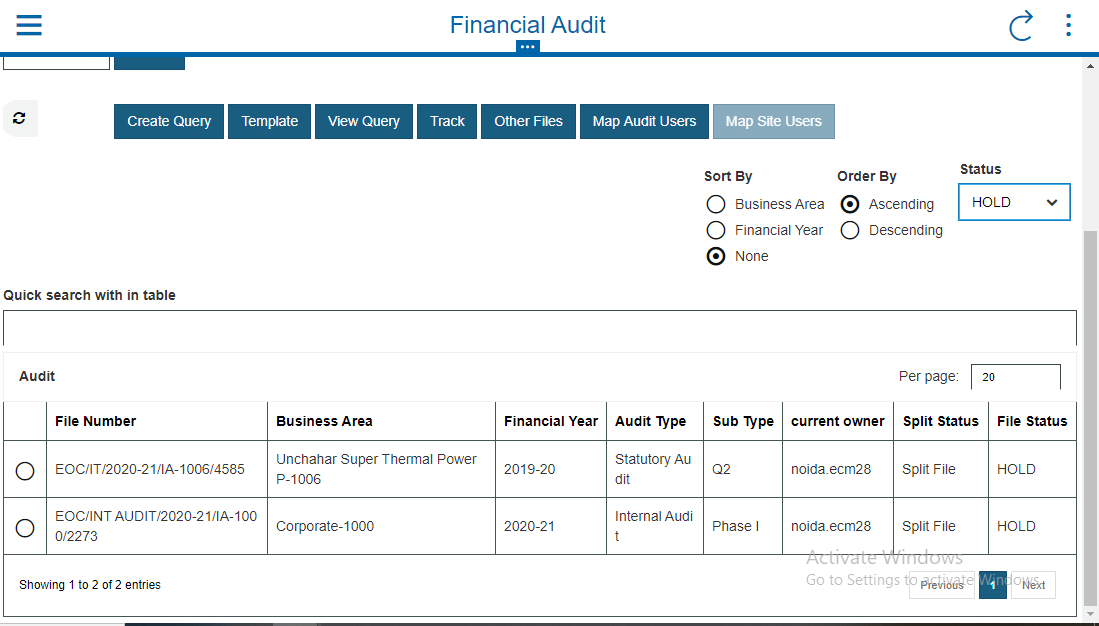 Financial Audit
Create Query Template View Query Track Other Files Map Audit Users Map Site Users
Sort By Order By Status
Business Area Ascending HOLD
Financial Year Descending
None
Quick search with in table
Audit Per page: 20
File Number Business Area Financial Year Audit Type Sub Type current owner Split Status File Status
EOC/IT/2020-21/IA-1006/4585 Unchahar Super Thermal Power 2019-20 Statutory Au Q2 noida.ecm28 Split File HOLD
P-1006 dit
EOC/INT AUDIT/2020-21/IA-100 Corporate-1000 2020-21 Internal Audi Phase I noida.ecm28 Split File HOLD
0/2273 t
Activate Windows
Go to Settings to activate Windows.
Showing 1 to 2 of 2 entries Previous 1 Next